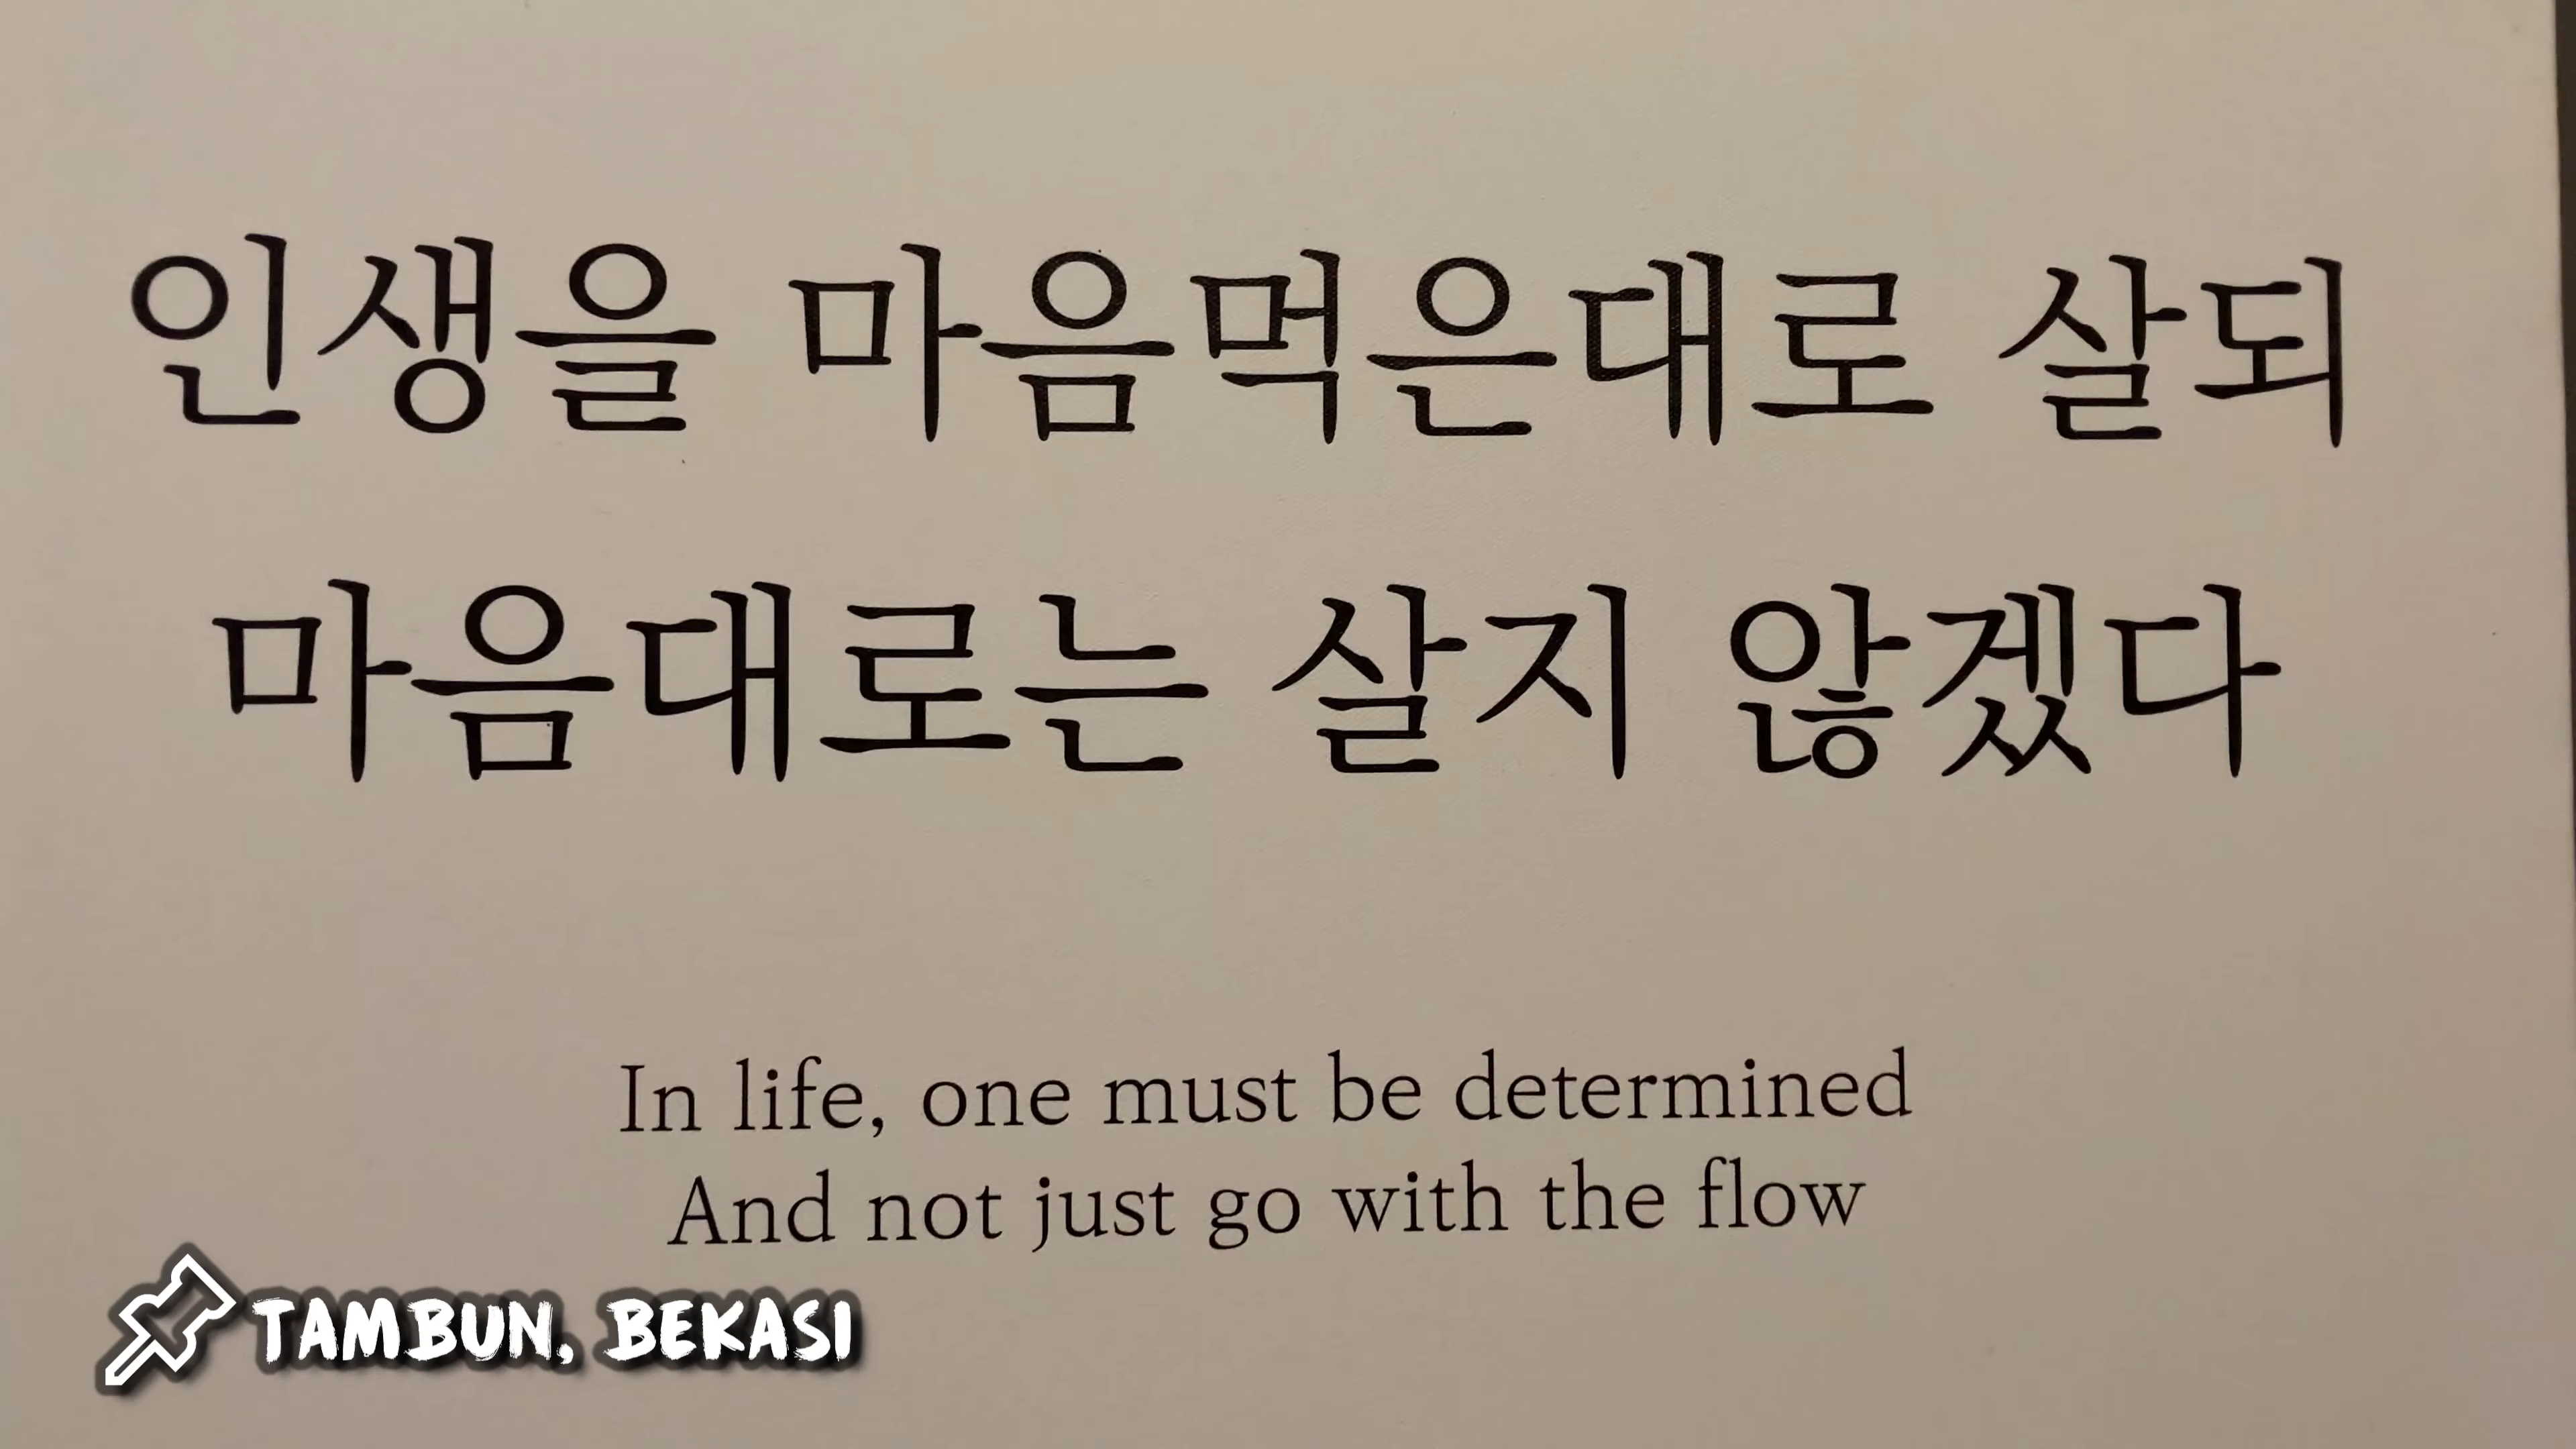 인생을 마음먹은대로 살되
마음대로는 살지 않겠다
In life, one must be determined
And not just go with the flow
TAMBUN, BEKASI